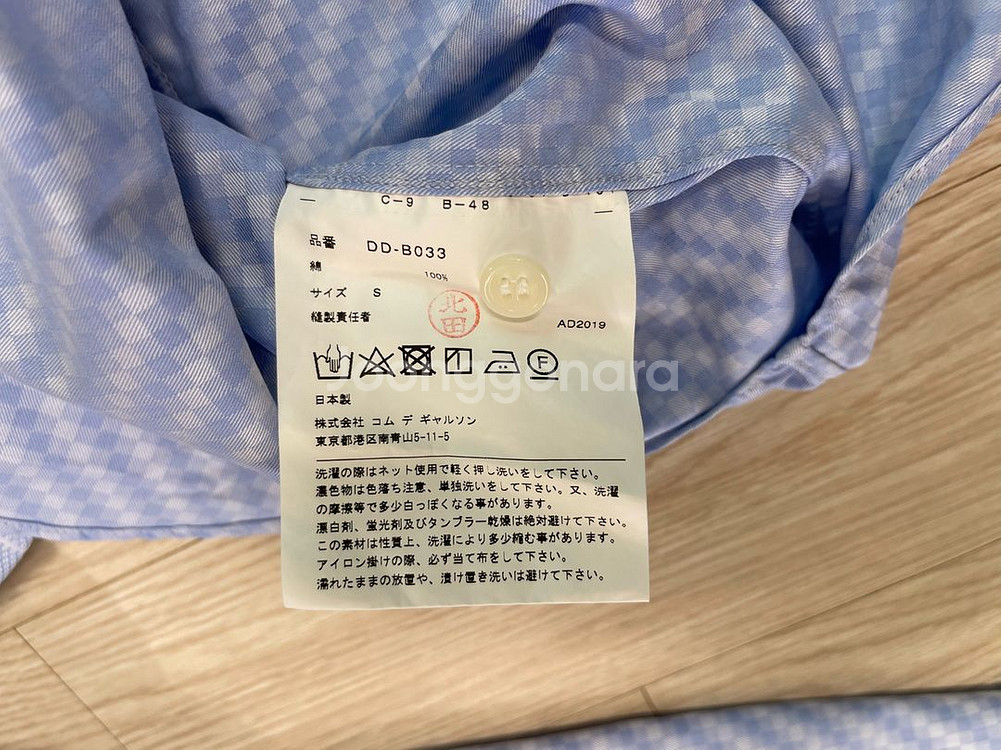 C-9 B-48
品番 DD-B033
綿 100%
サイズ S
縫製責任者 北田
AD2019
日本製
株式会社 コム デ ギャルソン
東京都港区南青山5-11-5
洗濯の際はネット使用で軽く押し洗いをして下さい。
濃色物は色落ち注意、単独洗いをして下さい。又、洗濯
の摩擦等で多少白っぽくなる事があります。
漂白剤、蛍光剤及びタンブラー乾燥は絶対避けて下さい。
この素材は性質上、洗濯により多少縮む事があります。
アイロン掛けの際、必ず当て布をして下さい。
濡れたままの放置や、漬け置き洗いは避けて下さい。
joonggonara